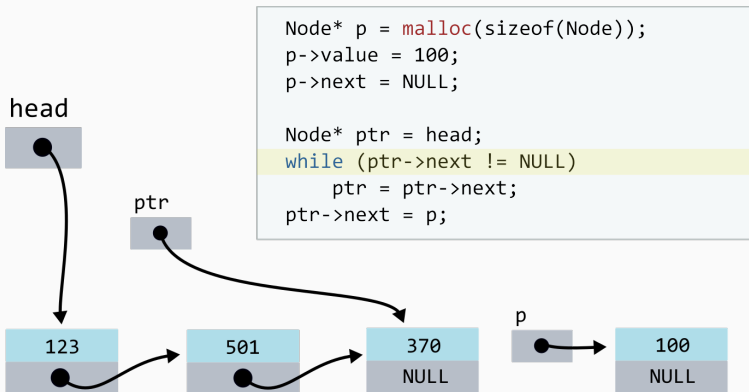 Node* p = malloc(sizeof(Node));
p->value = 100;
p->next = NULL;
Node* ptr = head;
while (ptr->next != NULL)
ptr = ptr->next;
ptr->next = p;
head
ptr
p
123
501
370
100
NULL
NULL